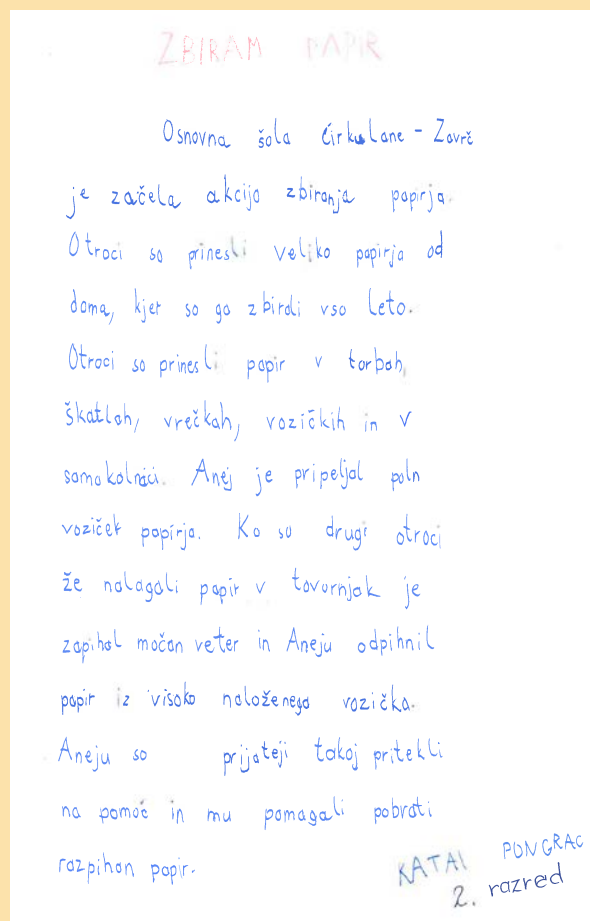 ZBIRAM PAPIR
Osnovna šola Cirkulane - Zavrč
je začela akcijo zbiranja papirja.
Otroci so prinesli veliko papirja od
doma, kjer so ga zbirali vso leto.
Otroci so prinesli papir v torbah,
škatlah, vrečkah, vozičkih in v
samokolnici. Anej je pripeljal poln
voziček papirja. Ko so drugi otroci
že nalagali papir v tovornjak je
zapihal močan veter in Aneju odpihnil
papir iz visoko naloženega vozička.
Aneju so prijateji takoj pritekli
na pomoč in mu pomagali pobrati
razpihan papir.
PONGRAC
2. razred